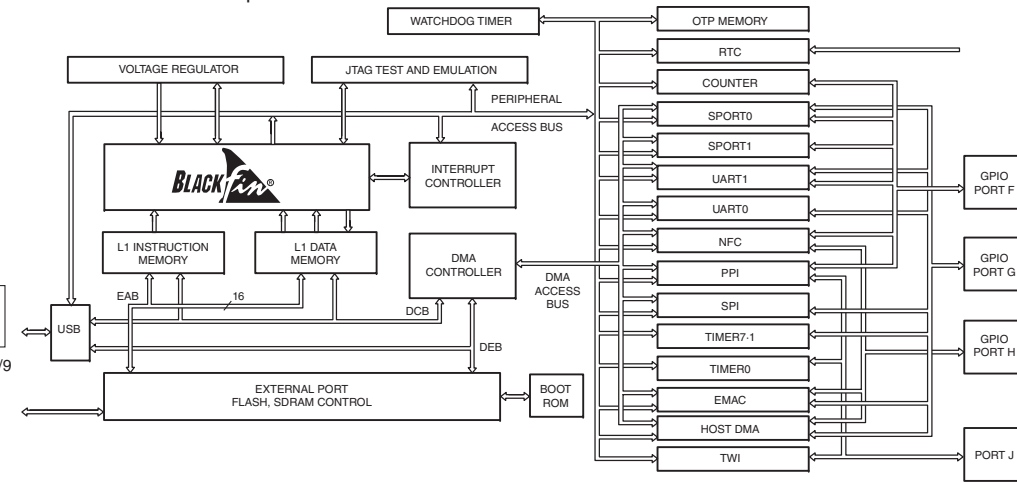 WATCHDOG TIMER
OTP MEMORY
RTC
VOLTAGE REGULATOR
JTAG TEST AND EMULATION
COUNTER
PERIPHERAL
ACCESS BUS
SPORT0
SPORT1
BLACKfin®
INTERRUPT
CONTROLLER
UART1
GPIO
PORT F
UART0
L1 INSTRUCTION
MEMORY
L1 DATA
MEMORY
DMA
CONTROLLER
NFC
DMA
ACCESS
BUS
PPI
GPIO
PORT G
EAB
16
DCB
SPI
USB
TIMER7-1
DEB
GPIO
PORT H
/9
TIMER0
EXTERNAL PORT
FLASH, SDRAM CONTROL
BOOT
ROM
EMAC
HOST DMA
TWI
PORT J